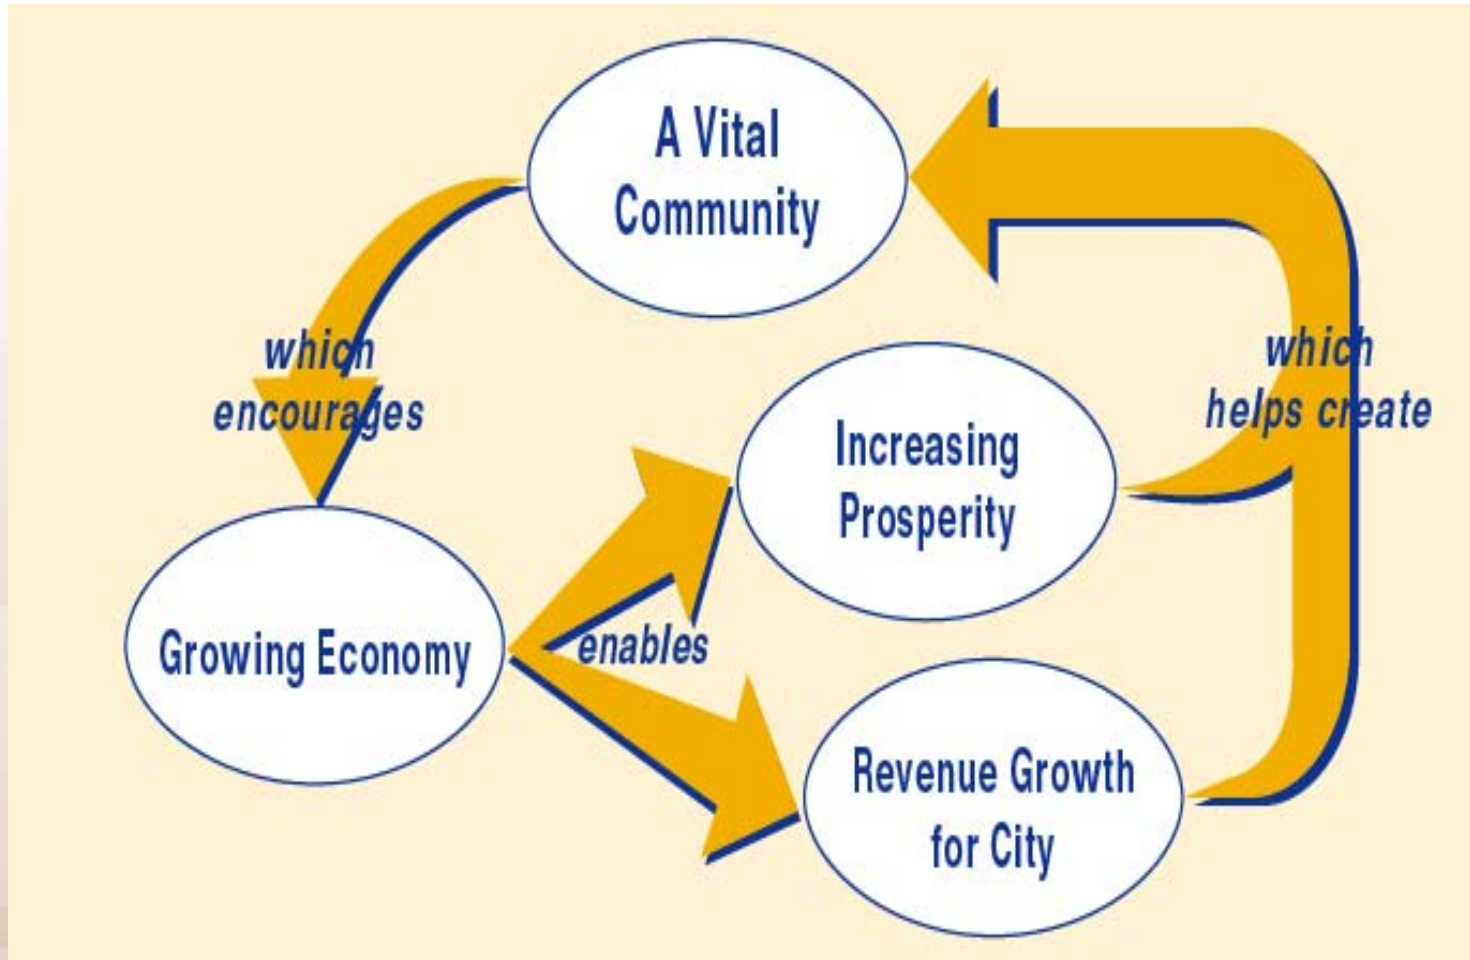 A Vital
Community
which
encourages
which
helps create
Increasing
Prosperity
Growing Economy
enables
Revenue Growth
for City